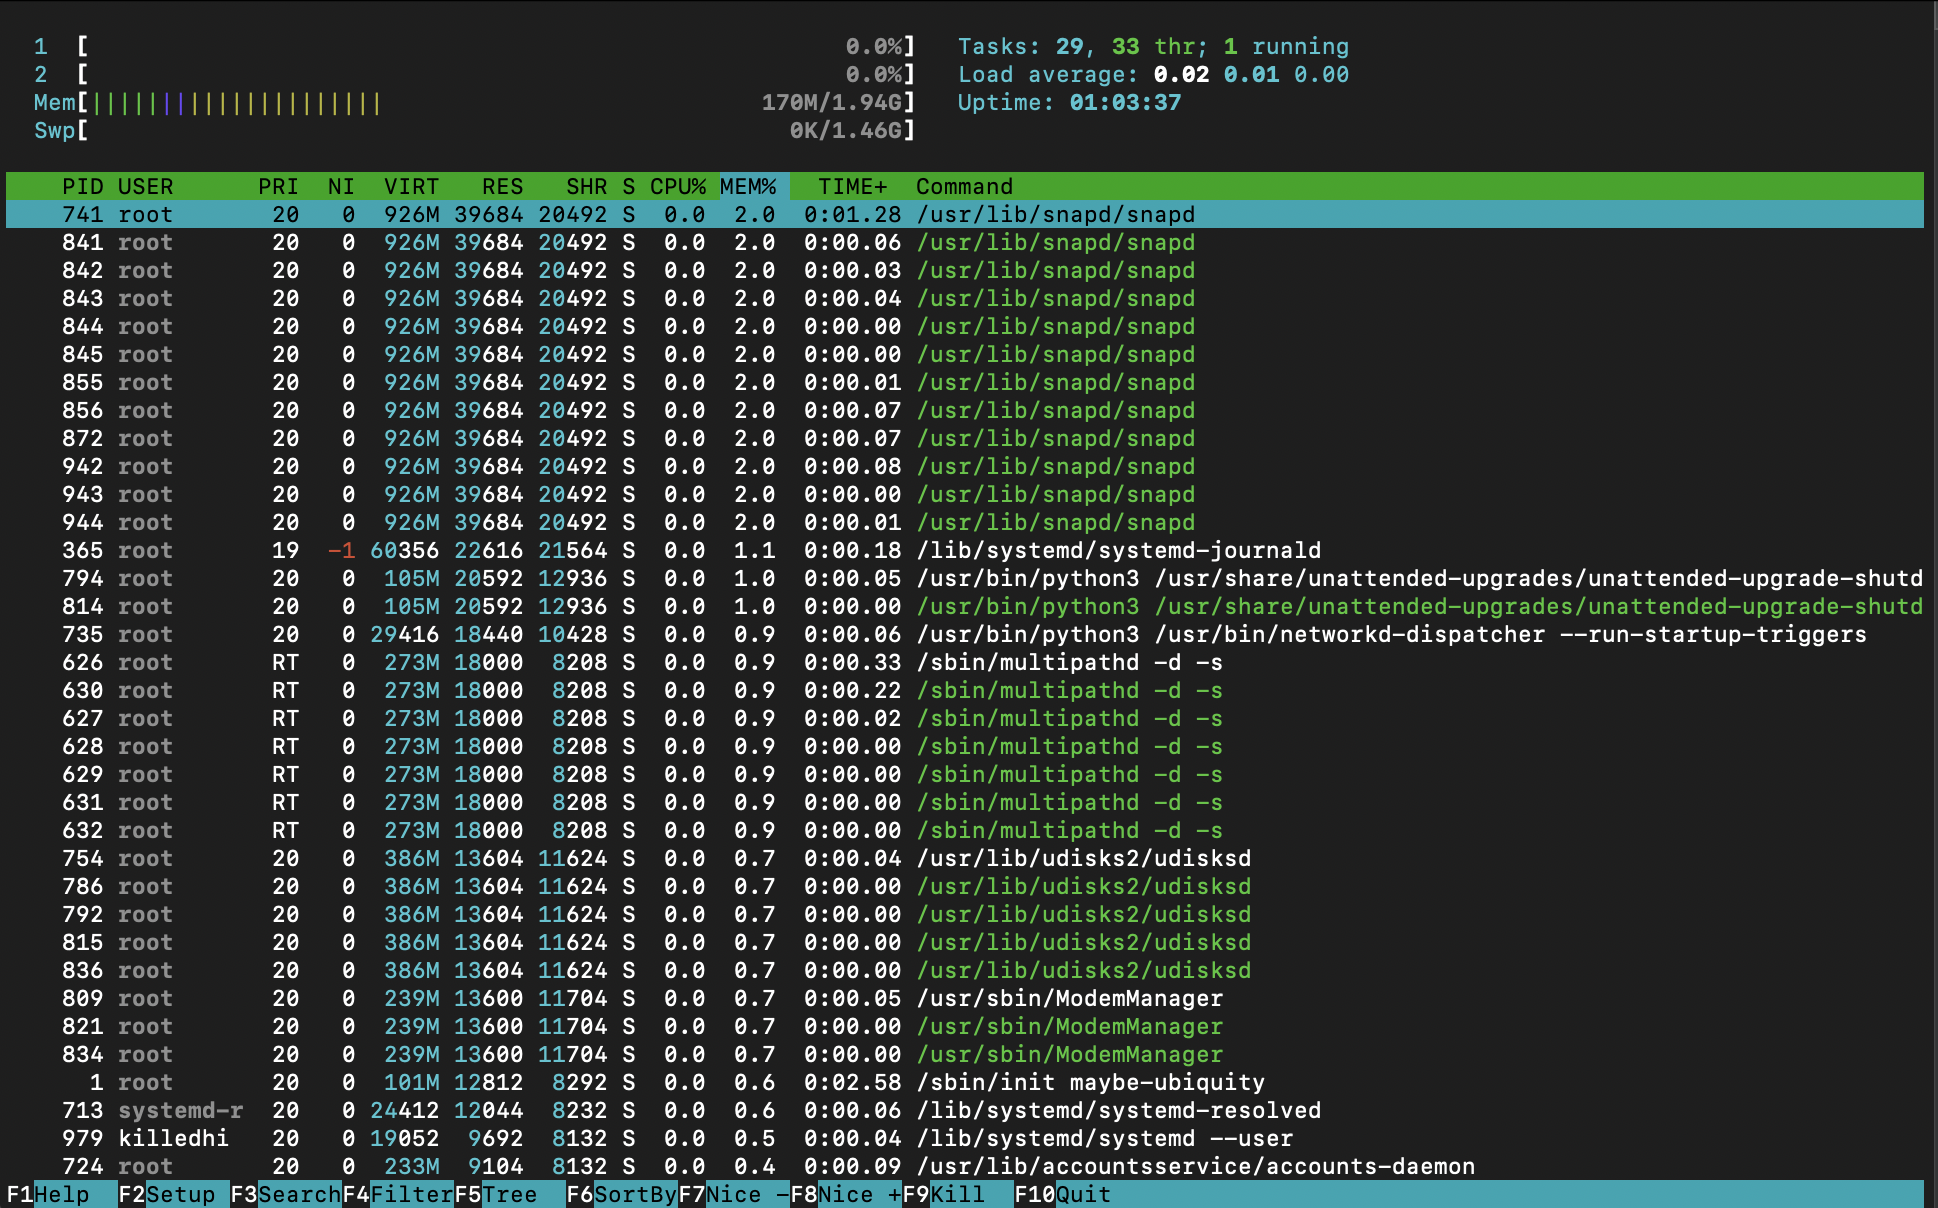 1 [ 0.0%] Tasks: 29, 33 thr; 1 running
2 [ 0.0%] Load average: 0.02 0.01 0.00
Mem[||||||||||||||||||||| 170M/1.94G] Uptime: 01:03:37
Swp[ 0K/1.46G]
PID USER PRI NI VIRT RES SHR S CPU% MEM% TIME+ Command
741 root 20 0 926M 39684 20492 S 0.0 2.0 0:01.28 /usr/lib/snapd/snapd
841 root 20 0 926M 39684 20492 S 0.0 2.0 0:00.06 /usr/lib/snapd/snapd
842 root 20 0 926M 39684 20492 S 0.0 2.0 0:00.03 /usr/lib/snapd/snapd
843 root 20 0 926M 39684 20492 S 0.0 2.0 0:00.04 /usr/lib/snapd/snapd
844 root 20 0 926M 39684 20492 S 0.0 2.0 0:00.00 /usr/lib/snapd/snapd
845 root 20 0 926M 39684 20492 S 0.0 2.0 0:00.00 /usr/lib/snapd/snapd
855 root 20 0 926M 39684 20492 S 0.0 2.0 0:00.01 /usr/lib/snapd/snapd
856 root 20 0 926M 39684 20492 S 0.0 2.0 0:00.07 /usr/lib/snapd/snapd
872 root 20 0 926M 39684 20492 S 0.0 2.0 0:00.07 /usr/lib/snapd/snapd
942 root 20 0 926M 39684 20492 S 0.0 2.0 0:00.08 /usr/lib/snapd/snapd
943 root 20 0 926M 39684 20492 S 0.0 2.0 0:00.00 /usr/lib/snapd/snapd
944 root 20 0 926M 39684 20492 S 0.0 2.0 0:00.01 /usr/lib/snapd/snapd
365 root 19 -1 60356 22616 21564 S 0.0 1.1 0:00.18 /lib/systemd/systemd-journald
794 root 20 0 105M 20592 12936 S 0.0 1.0 0:00.05 /usr/bin/python3 /usr/share/unattended-upgrades/unattended-upgrade-shutd
814 root 20 0 105M 20592 12936 S 0.0 1.0 0:00.00 /usr/bin/python3 /usr/share/unattended-upgrades/unattended-upgrade-shutd
735 root 20 0 29416 18440 10428 S 0.0 0.9 0:00.06 /usr/bin/python3 /usr/bin/networkd-dispatcher --run-startup-triggers
626 root RT 0 273M 18000 8208 S 0.0 0.9 0:00.33 /sbin/multipathd -d -s
630 root RT 0 273M 18000 8208 S 0.0 0.9 0:00.22 /sbin/multipathd -d -s
627 root RT 0 273M 18000 8208 S 0.0 0.9 0:00.02 /sbin/multipathd -d -s
628 root RT 0 273M 18000 8208 S 0.0 0.9 0:00.00 /sbin/multipathd -d -s
629 root RT 0 273M 18000 8208 S 0.0 0.9 0:00.00 /sbin/multipathd -d -s
631 root RT 0 273M 18000 8208 S 0.0 0.9 0:00.00 /sbin/multipathd -d -s
632 root RT 0 273M 18000 8208 S 0.0 0.9 0:00.00 /sbin/multipathd -d -s
754 root 20 0 386M 13604 11624 S 0.0 0.7 0:00.04 /usr/lib/udisks2/udisksd
786 root 20 0 386M 13604 11624 S 0.0 0.7 0:00.00 /usr/lib/udisks2/udisksd
792 root 20 0 386M 13604 11624 S 0.0 0.7 0:00.00 /usr/lib/udisks2/udisksd
815 root 20 0 386M 13604 11624 S 0.0 0.7 0:00.00 /usr/lib/udisks2/udisksd
836 root 20 0 386M 13604 11624 S 0.0 0.7 0:00.00 /usr/lib/udisks2/udisksd
809 root 20 0 239M 13600 11704 S 0.0 0.7 0:00.05 /usr/sbin/ModemManager
821 root 20 0 239M 13600 11704 S 0.0 0.7 0:00.00 /usr/sbin/ModemManager
834 root 20 0 239M 13600 11704 S 0.0 0.7 0:00.00 /usr/sbin/ModemManager
1 root 20 0 101M 12812 8292 S 0.0 0.6 0:02.58 /sbin/init maybe-ubiquity
713 systemd-r 20 0 24412 12044 8232 S 0.0 0.6 0:00.06 /lib/systemd/systemd-resolved
979 killedhi 20 0 19052 9692 8132 S 0.0 0.5 0:00.04 /lib/systemd/systemd --user
724 root 20 0 233M 9104 8132 S 0.0 0.4 0:00.09 /usr/lib/accountsservice/accounts-daemon
F1Help F2Setup F3SearchF4FilterF5Tree F6SortByF7Nice -F8Nice +F9Kill F10Quit